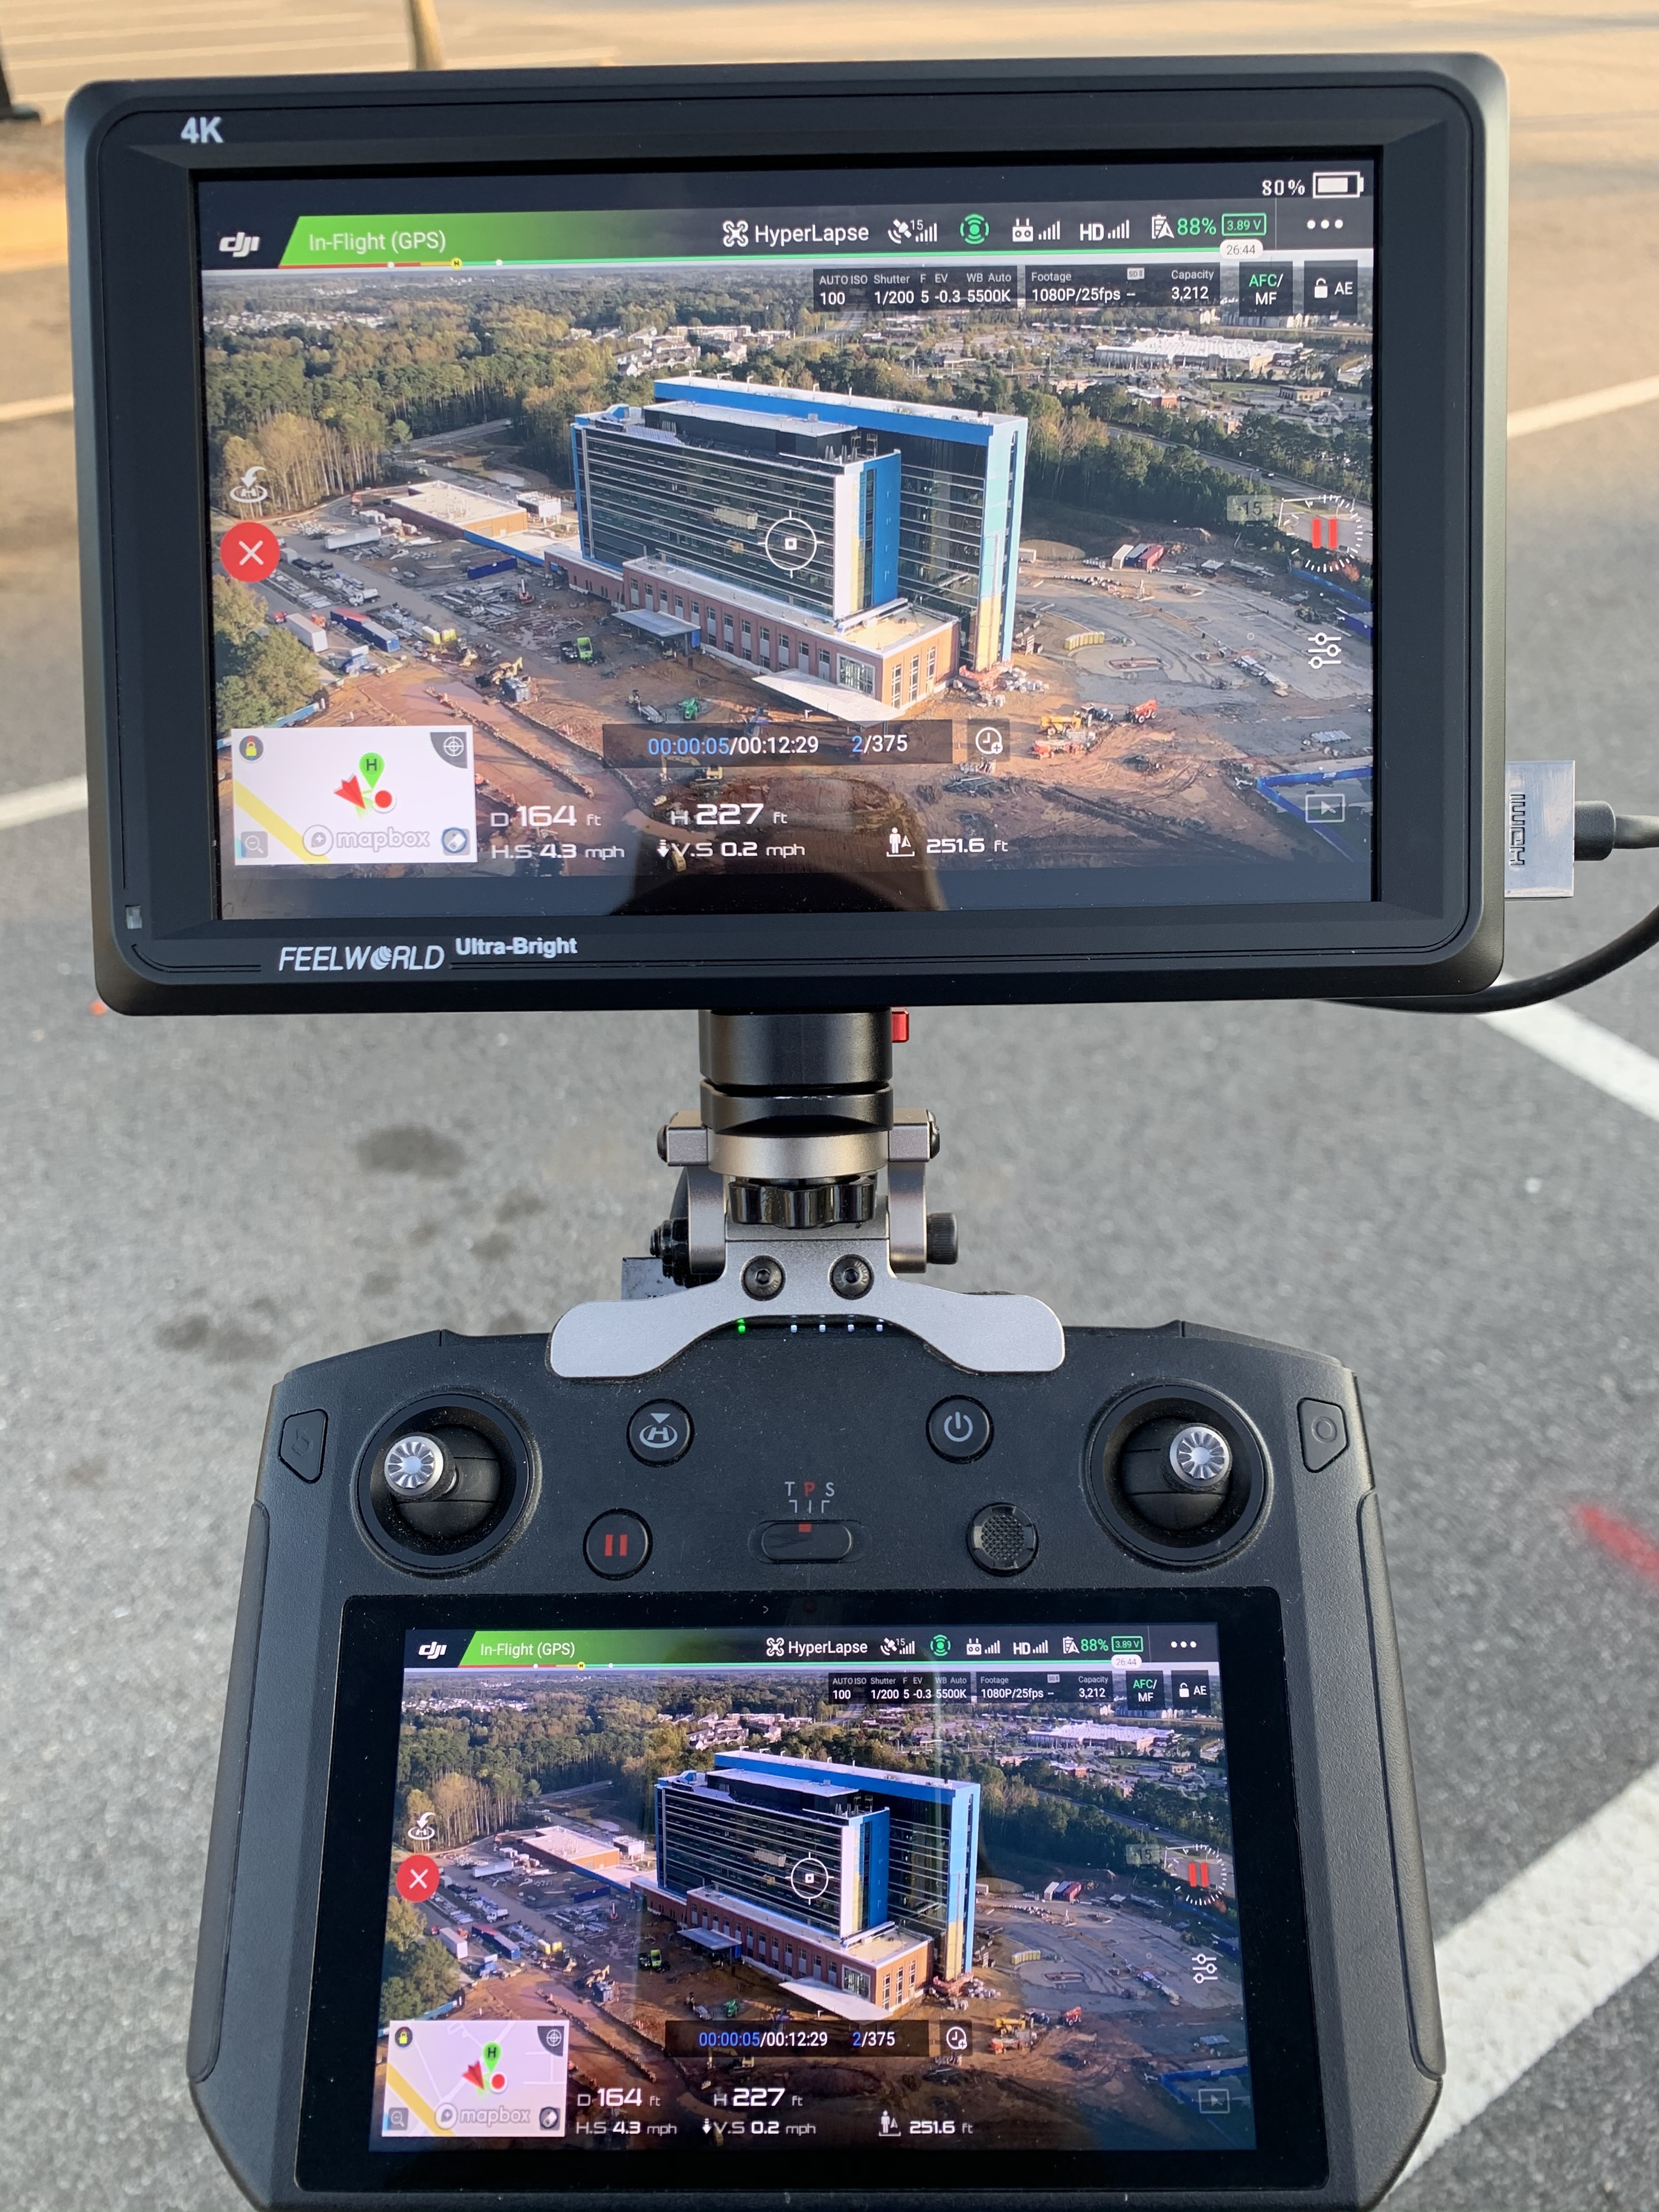 4K
80%
dji In-Flight (GPS) HyperLapse 15 HD 88% 3.89 V
26:44
AUTO ISO Shutter F EV WB Auto Footage Capacity AFC/ AE
100 1/200 5 -0.3 5500K 1080P/25fps -- 3,212 MF
-15
00:00:05/00:12:29 2/375
H
D 164 ft H 227 ft
mapbox H.S 4.3 mph V.S 0.2 mph 251.6 ft
HDMI
FEELWORLD Ultra-Bright
H
T P S
dji In-Flight (GPS) HyperLapse 15 HD 88% 3.89 V
26:44
AUTO ISO Shutter F EV WB Auto Footage Capacity AFC/ AE
100 1/200 5 -0.3 5500K 1080P/25fps -- 3,212 MF
-15
00:00:05/00:12:29 2/375
H
D 164 ft H 227 ft
mapbox H.S 4.3 mph V.S 0.2 mph 251.6 ft